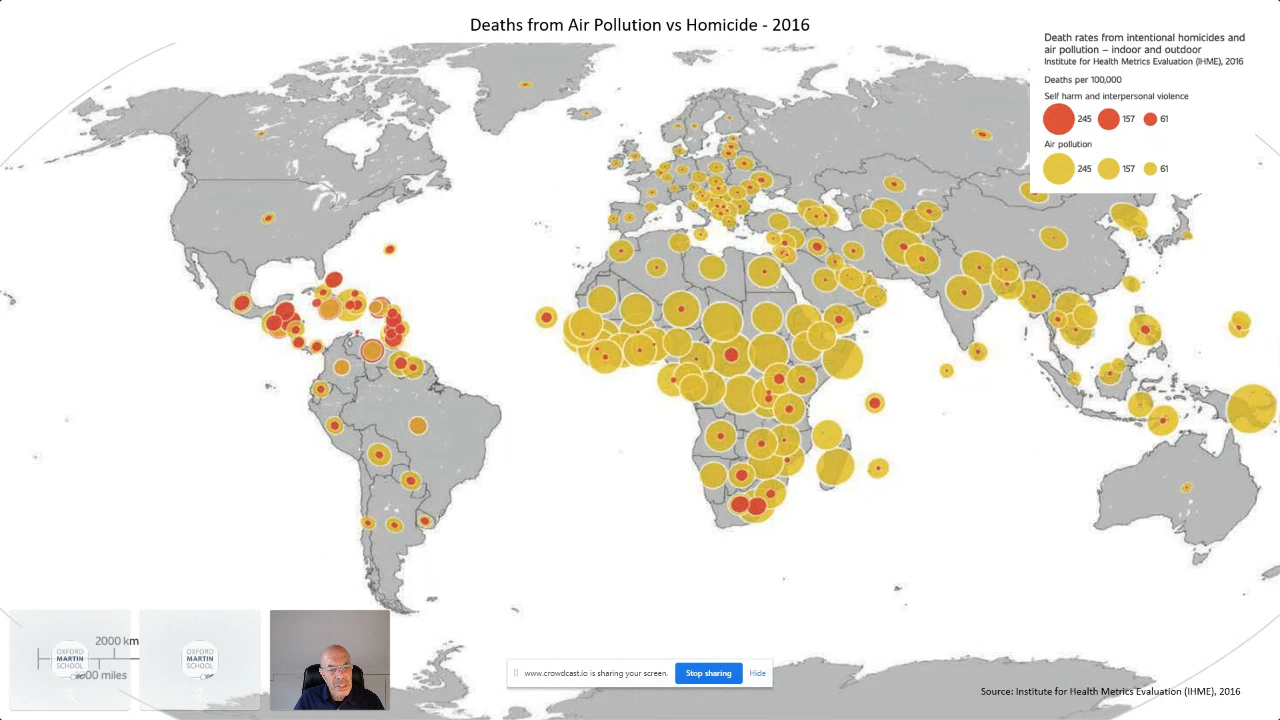 Deaths from Air Pollution vs Homicide - 2016
Death rates from intentional homicides and
air pollution – indoor and outdoor
Institute for Health Metrics Evaluation (IHME), 2016
Deaths per 100,000
Self harm and interpersonal violence
245 157 61
Air pollution
245 157 61
2000 km
OXFORD
MARTIN
SCHOOL
miles
OXFORD
MARTIN
SCHOOL
www.crowdcast.io is sharing your screen.
Stop sharing
Hide
Source: Institute for Health Metrics Evaluation (IHME), 2016